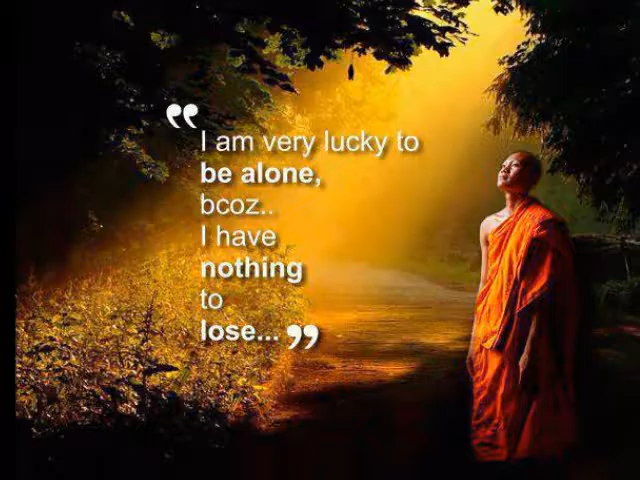 “
I am very lucky to
be alone,
bcoz..
I have
nothing
to
lose... ”